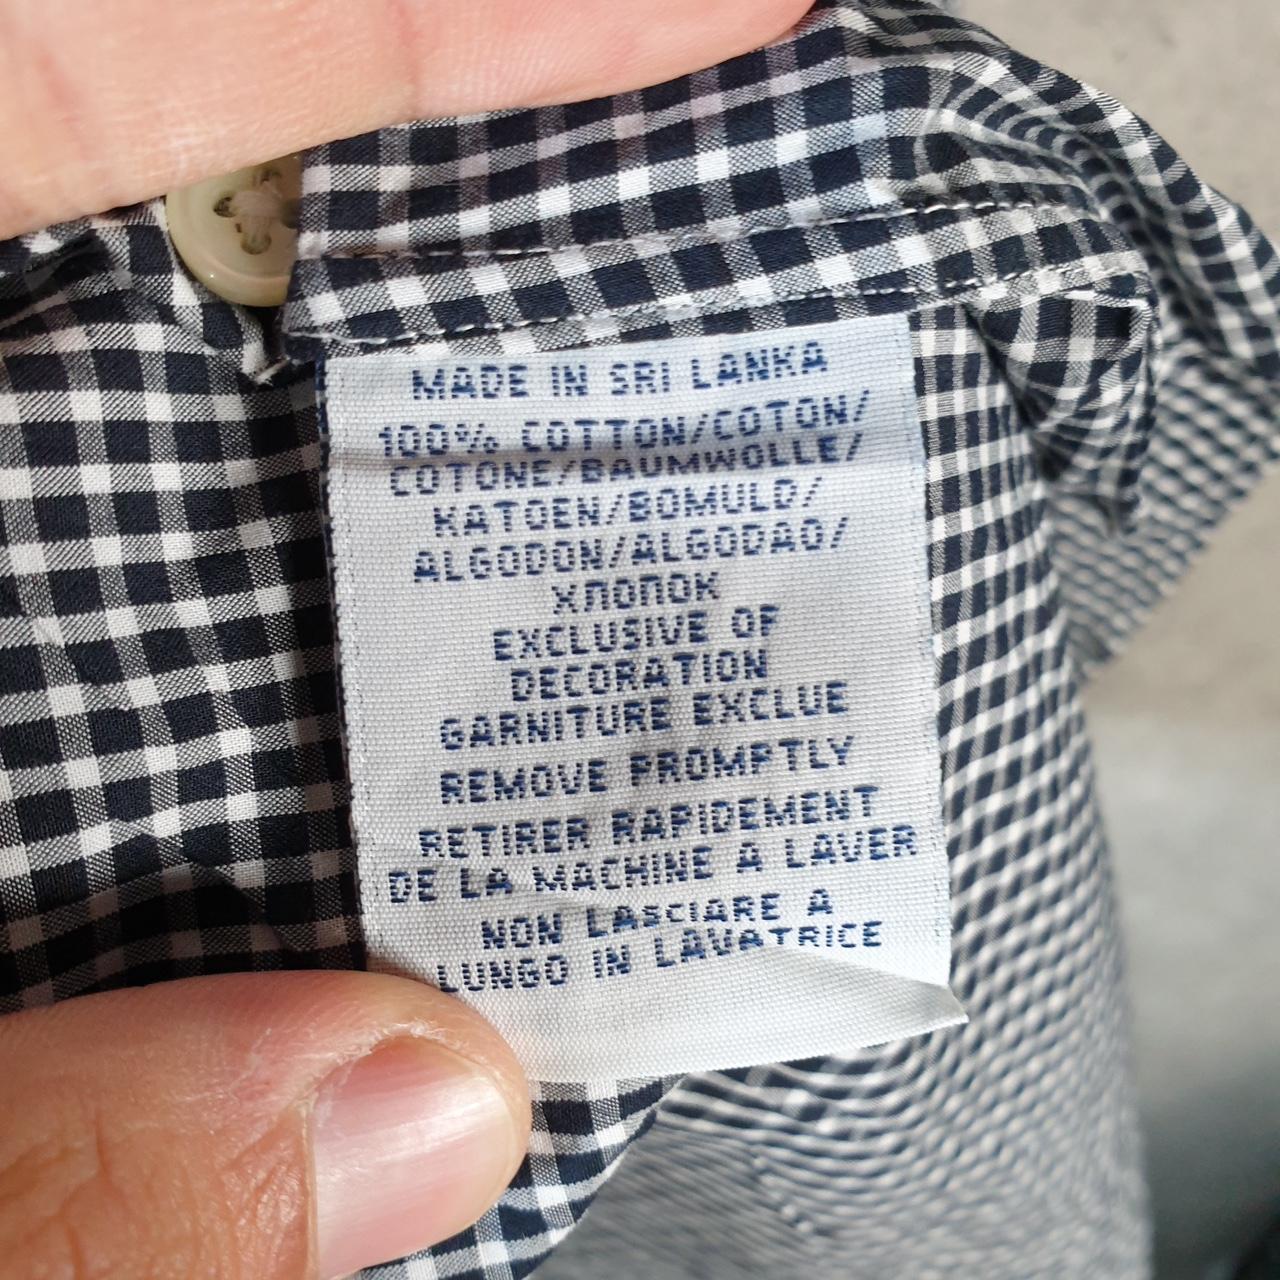 MADE IN SRI LANKA
100% COTTON/COTON/
COTONE/BAUMWOLLE/
KATOEN/BOMULD/
ALGODON/ALGODAO/
ХЛОПОК
EXCLUSIVE OF
DECORATION
GARNITURE EXCLUE
REMOVE PROMPTLY
RETIRER RAPIDEMENT
DE LA MACHINE A LAVER
NON LASCIARE A
LUNGO IN LAVATRICE